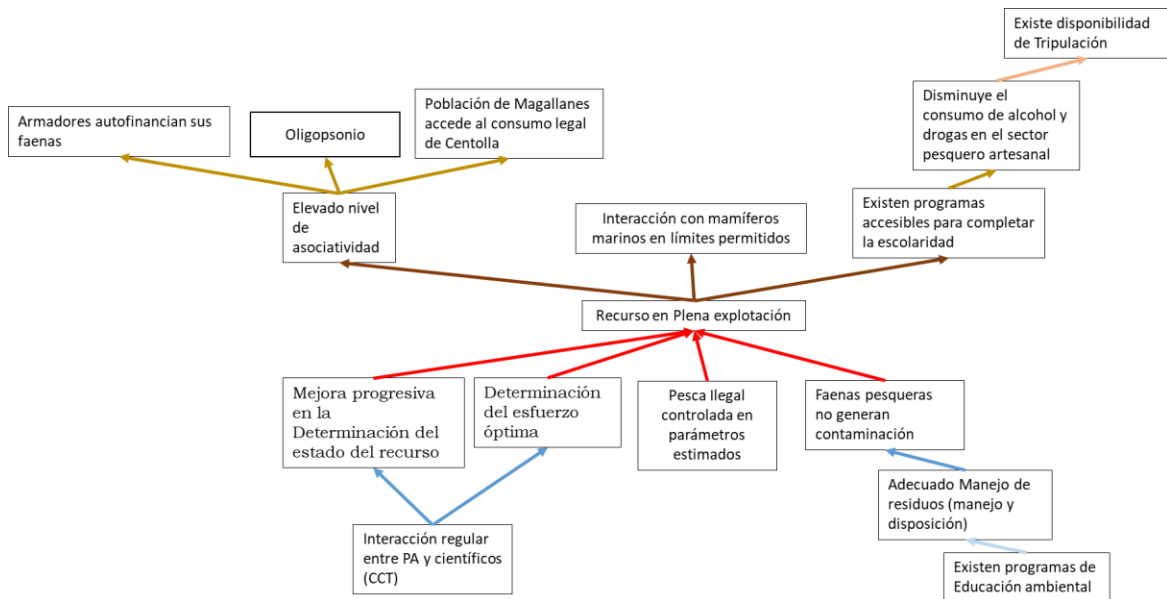 Existe disponibilidad
de Tripulación
Disminuye el
consumo de alcohol y
drogas en el sector
pesquero artesanal
Armadores autofinancian sus
faenas
Oligopsonio
Población de Magallanes
accede al consumo legal
de Centolla
Elevado nivel
de
asociatividad
Interacción con mamíferos
marinos en límites permitidos
Existen programas
accesibles para completar
la escolaridad
Recurso en Plena explotación
Mejora progresiva
en la
Determinación del
estado del recurso
Determinación
del esfuerzo
óptima
Pesca Ilegal
controlada en
parámetros
estimados
Faenas pesqueras
no generan
contaminación
Interacción regular
entre PA y científicos
(CCT)
Adecuado Manejo de
residuos (manejo y
disposición)
Existen programas de
Educación ambiental